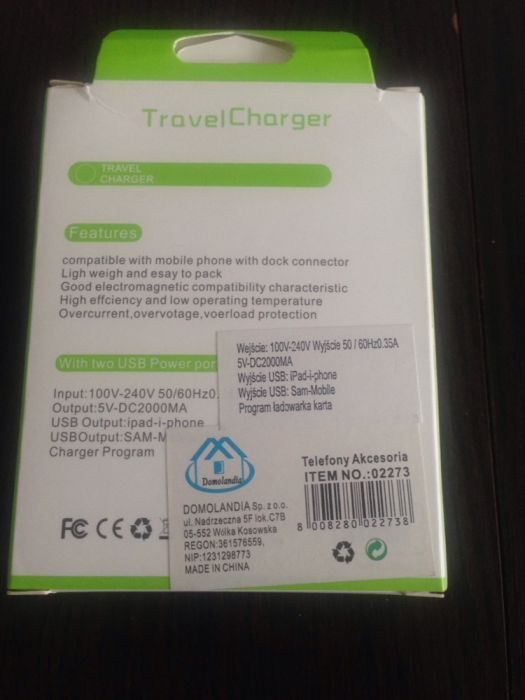 TravelCharger
TRAVEL
CHARGER
Features
compatible with mobile phone with dock connector
Ligh weigh and esay to pack
Good electromagnetic compatibility characteristic
High effciency and low operating temperature
Overcurrent,overvotage,voerload protection
With two USB Power por
Input:100V-240V 50/60Hz0.
Output:5V-DC2000MA
USB Output:ipad-i-phone
USBOutput:SAM-M
Charger Program
FC CE
Wejście: 100V-240V Wyjście 50 / 60Hz0.35A
5V-DC2000MA
Wyjście USB: iPad-i-phone
Wyjście USB: Sam-Mobile
Program ładowarka karta
Domolandia
DOMOLANDIA Sp. z o.o.
ul. Nadrzeczna 5F lok.C7B
05-552 Wólka Kosowska
REGON:361576559,
NIP:1231298773
MADE IN CHINA
Telefony Akcesoria
ITEM NO.:02273
8 008280 022738